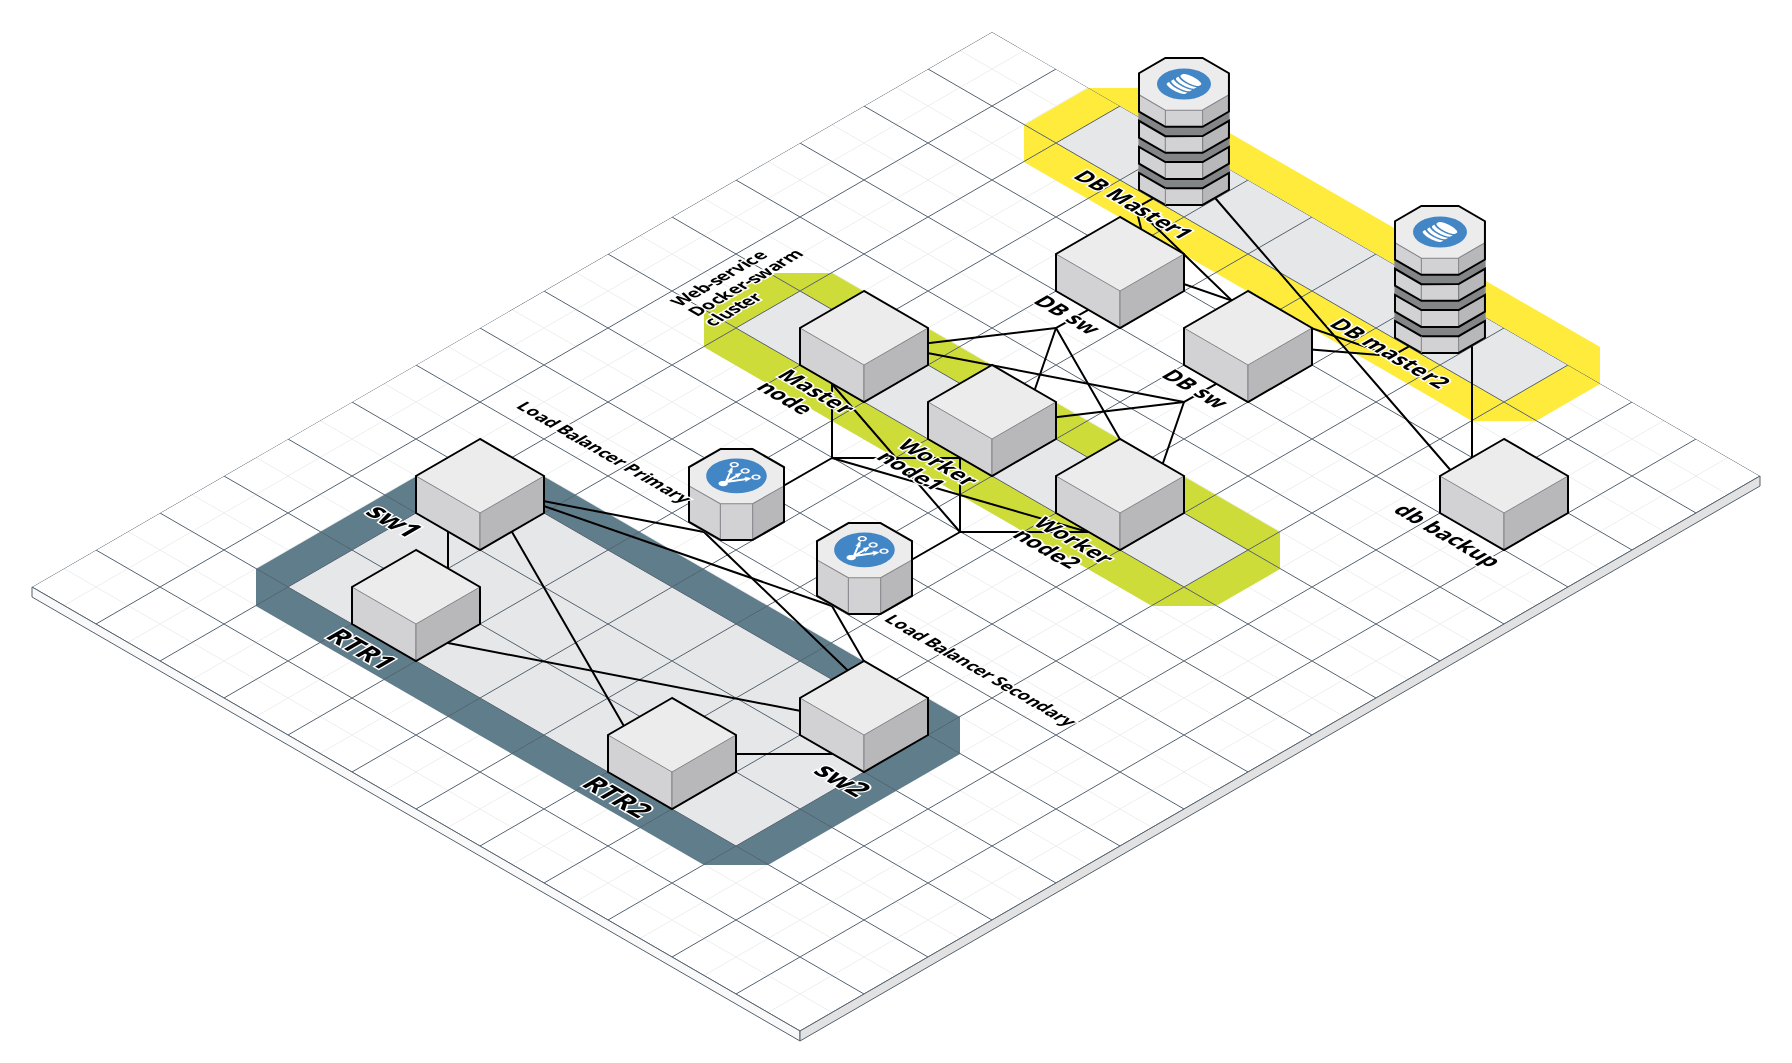 DB Master1
Web-service
Docker-swarm
cluster
DB sw
DB master2
Master
node
DB sw
Load Balancer Primary
Worker
node1
sw1
db backup
Worker
node2
RTR1
Load Balancer Secondary
sw2
RTR2